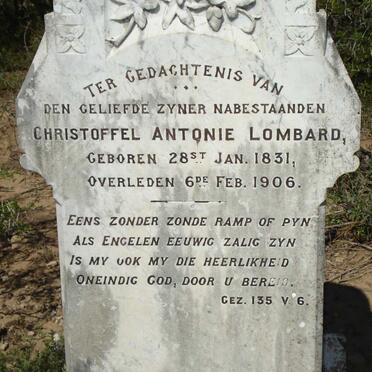 TER GEDACHTENIS VAN
DEN GELIEFDE ZYNER NABESTAANDEN
CHRISTOFFEL ANTONIE LOMBARD,
GEBOREN 28ST JAN. 1831,
OVERLEDEN 6DE FEB. 1906.
EENS ZONDER ZONDE RAMP OF PYN
ALS ENGELEN EEUWIG ZALIG ZYN
IS MY OOK MY DIE HEERLIKHEID
ONEINDIG GOD, DOOR U BEREID.
GEZ. 135 V 6.